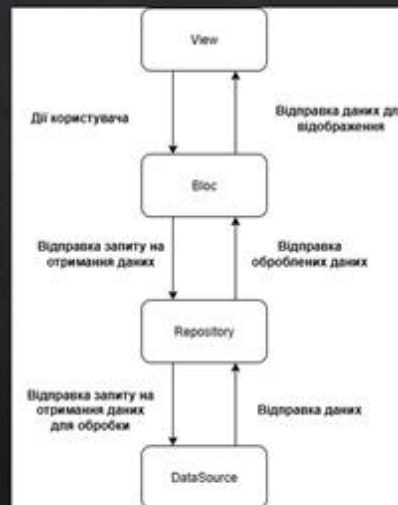 View
Дії користувача
Відправка даних дл
відображення
Bloc
Відправка запиту на
отримання даних
Відправка
оброблених даних
Repository
Відправка запиту на
отримання даних
для обробки
Відправка даних
DataSource